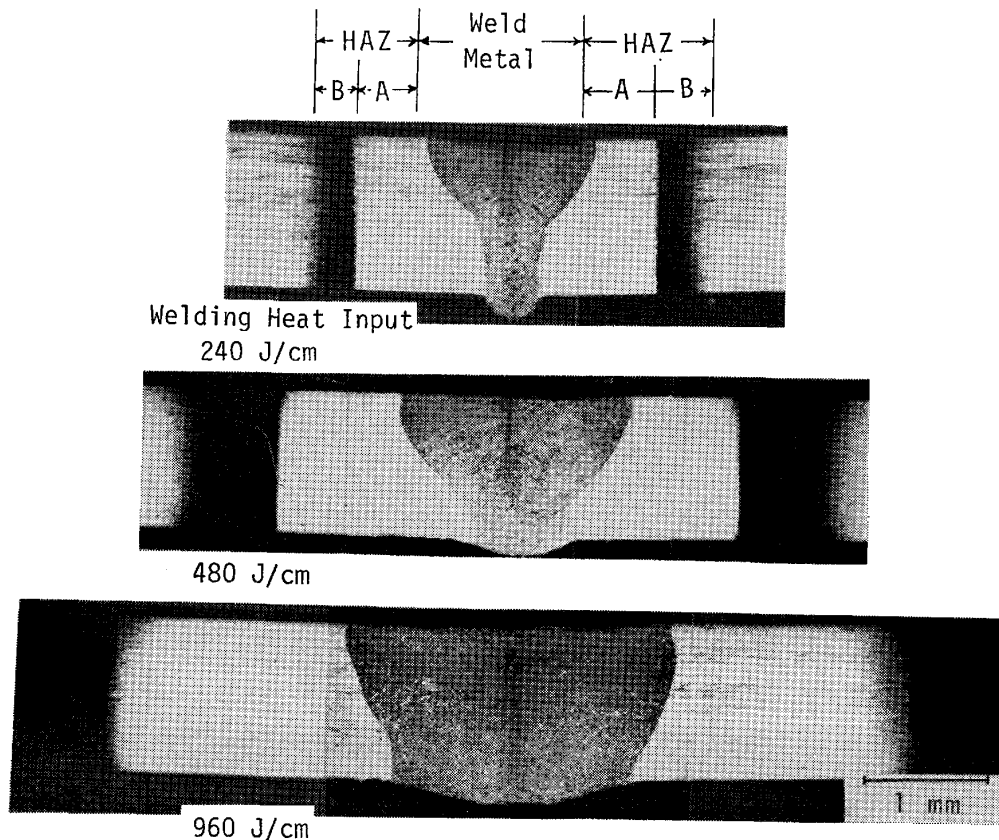 HAZ
Weld
Metal
HAZ
B
A
A
B
Welding Heat Input
240 J/cm
480 J/cm
960 J/cm
1 mm